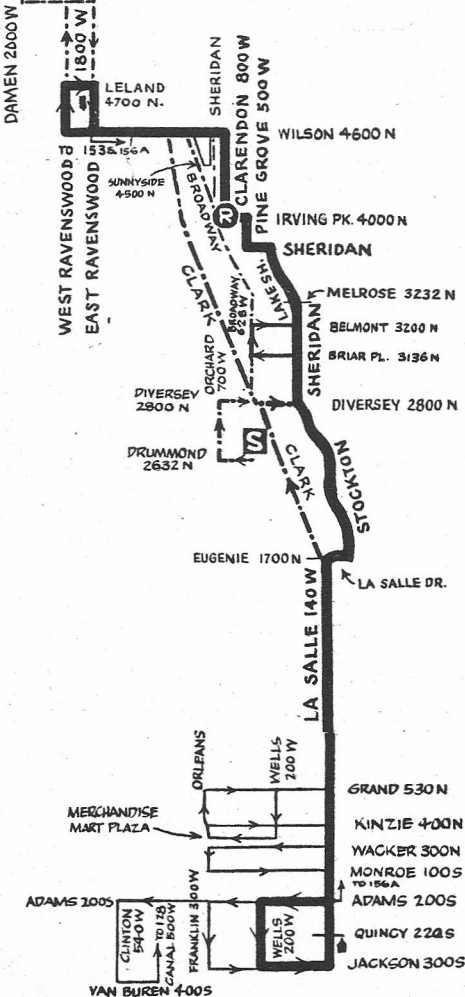 DAMEN 2000 W
1800 W
LELAND
4700 N.
SHERIDAN
CLARENDON 800 W
PINE GROVE 500 W
WILSON 4600 N
TO 153 & 156A
SUNNYSIDE
4500 N
BROADWAY
WEST RAVENSWOOD
EAST RAVENSWOOD
R
IRVING PK. 4000 N
SHERIDAN
CLARK
LAKE SH.
MELROSE 3232 N
BROADWAY
628 W
BELMONT 3200 N
SHERIDAN
BRIAR PL. 3136 N
ORCHARD
700 W
DIVERSEY
2800 N
DIVERSEY 2800 N
S
DRUMMOND
2632 N
CLARK
STOCKTON
EUGENIE 1700 N
LA SALLE DR.
LA SALLE 140 W
ORLEANS
WELLS
200 W
GRAND 530 N
MERCHANDISE
MART PLAZA
KINZIE 400 N
WACKER 300 N
MONROE 100 S
TO 156A
ADAMS 200 S
ADAMS 200 S
CLINTON
540 W
TO 128
CANAL 500 W
FRANKLIN 300 W
WELLS
200 W
QUINCY 220 S
JACKSON 300 S
VAN BUREN 400 S